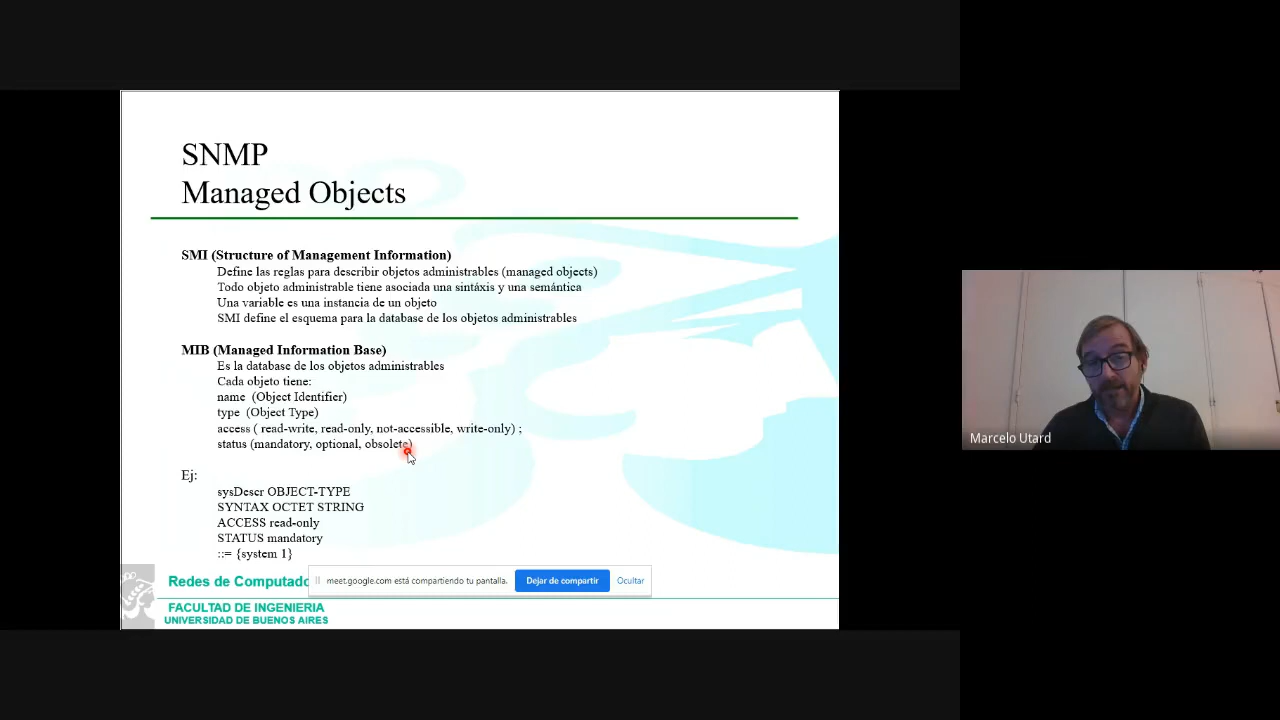 SNMP
Managed Objects
SMI (Structure of Management Information)
Define las reglas para describir objetos administrables (managed objects)
Todo objeto administrable tiene asociada una sintáxis y una semántica
Una variable es una instancia de un objeto
SMI define el esquema para la database de los objetos administrables
MIB (Managed Information Base)
Es la database de los objetos administrables
Cada objeto tiene:
name (Object Identifier)
type (Object Type)
access ( read-write, read-only, not-accessible, write-only) ;
status (mandatory, optional, obsolete)
Ej:
sysDescr OBJECT-TYPE
SYNTAX OCTET STRING
ACCESS read-only
STATUS mandatory
::= {system 1}
Redes de Computado
meet.google.com está compartiendo tu pantalla.
Dejar de compartir
Ocultar
FACULTAD DE INGENIERIA
UNIVERSIDAD DE BUENOS AIRES
Marcelo Utard